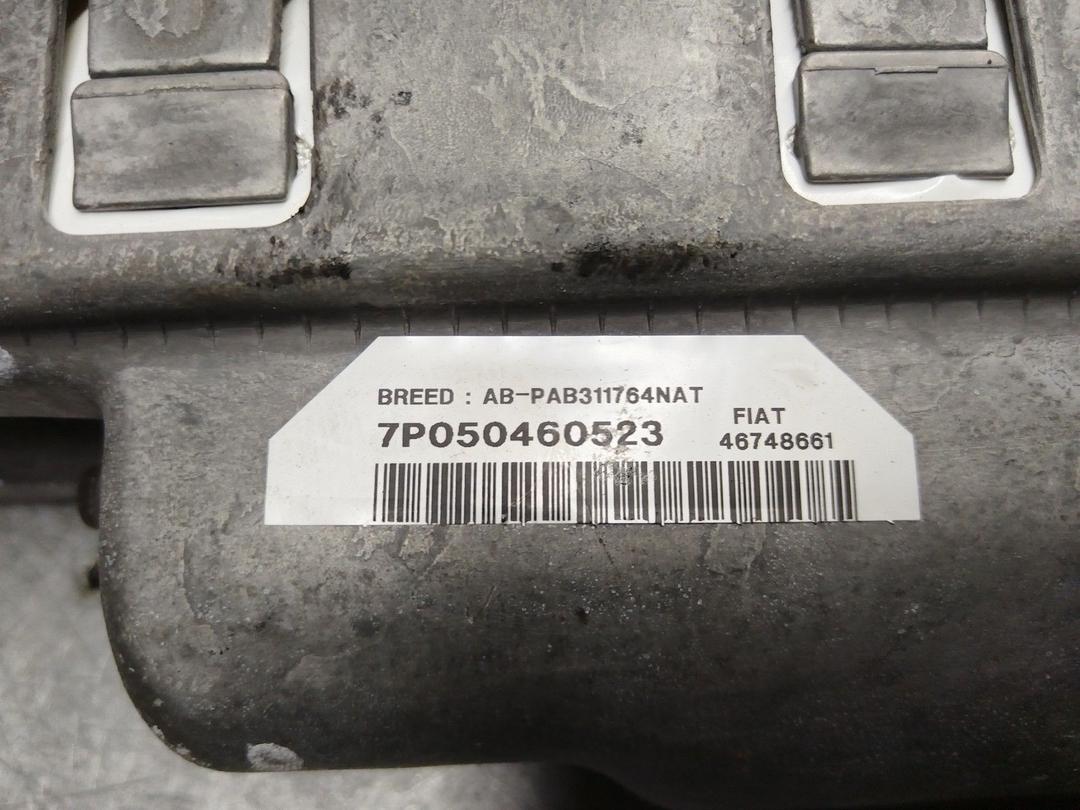 BREED : AB-PAB311764NAT
FIAT
7P050460523 46748661